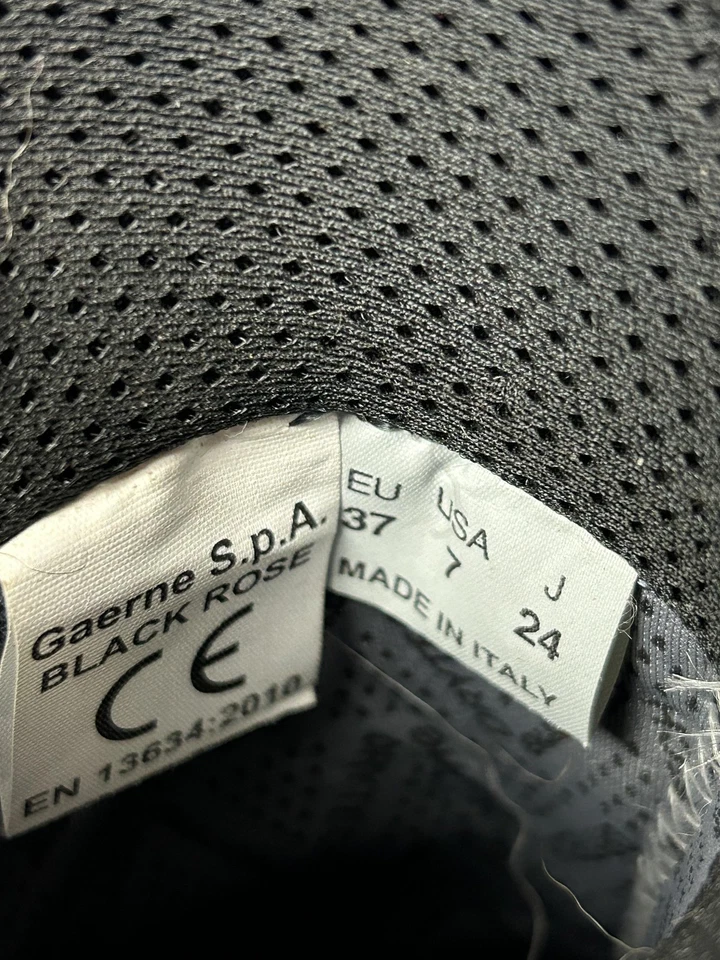 Gaerne S.p.A.
BLACK ROSE
CE
EN 13634:2010
EU USA J
37 7 24
MADE IN ITALY